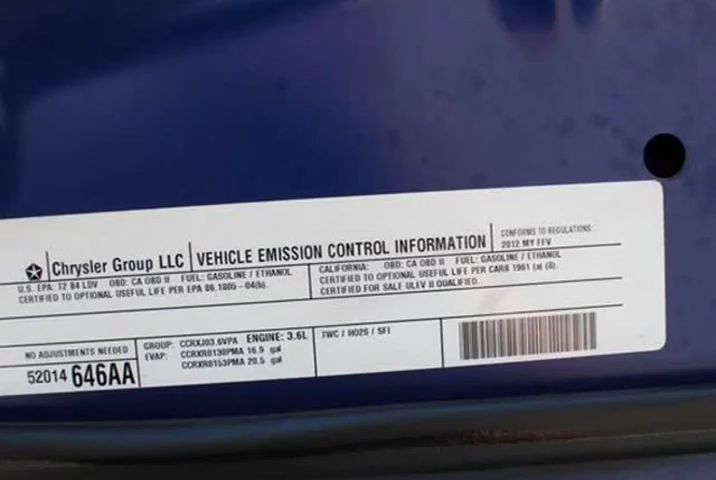 Chrysler Group LLC
VEHICLE EMISSION CONTROL INFORMATION
CONFORMS TO REGULATIONS:
2012 MY FFV
U.S. EPA: T2 B4 LDV OBD: CA OBD II FUEL: GASOLINE / ETHANOL
CERTIFIED TO OPTIONAL USEFUL LIFE PER EPA 86.1805-04(b).
CALIFORNIA: OBD: CA OBD II FUEL: GASOLINE / ETHANOL
CERTIFIED TO OPTIONAL USEFUL LIFE PER CARB 1961 (a) (8).
CERTIFIED FOR SALE ULEV II QUALIFIED.
NO ADJUSTMENTS NEEDED
52014 646AA
GROUP: CCRXJ03.6VPA ENGINE: 3.6L
EVAP: CCRXR0130PMA 16.9 gal
CCRXR0153PMA 20.5 gal
TWC / HO2S / SFI